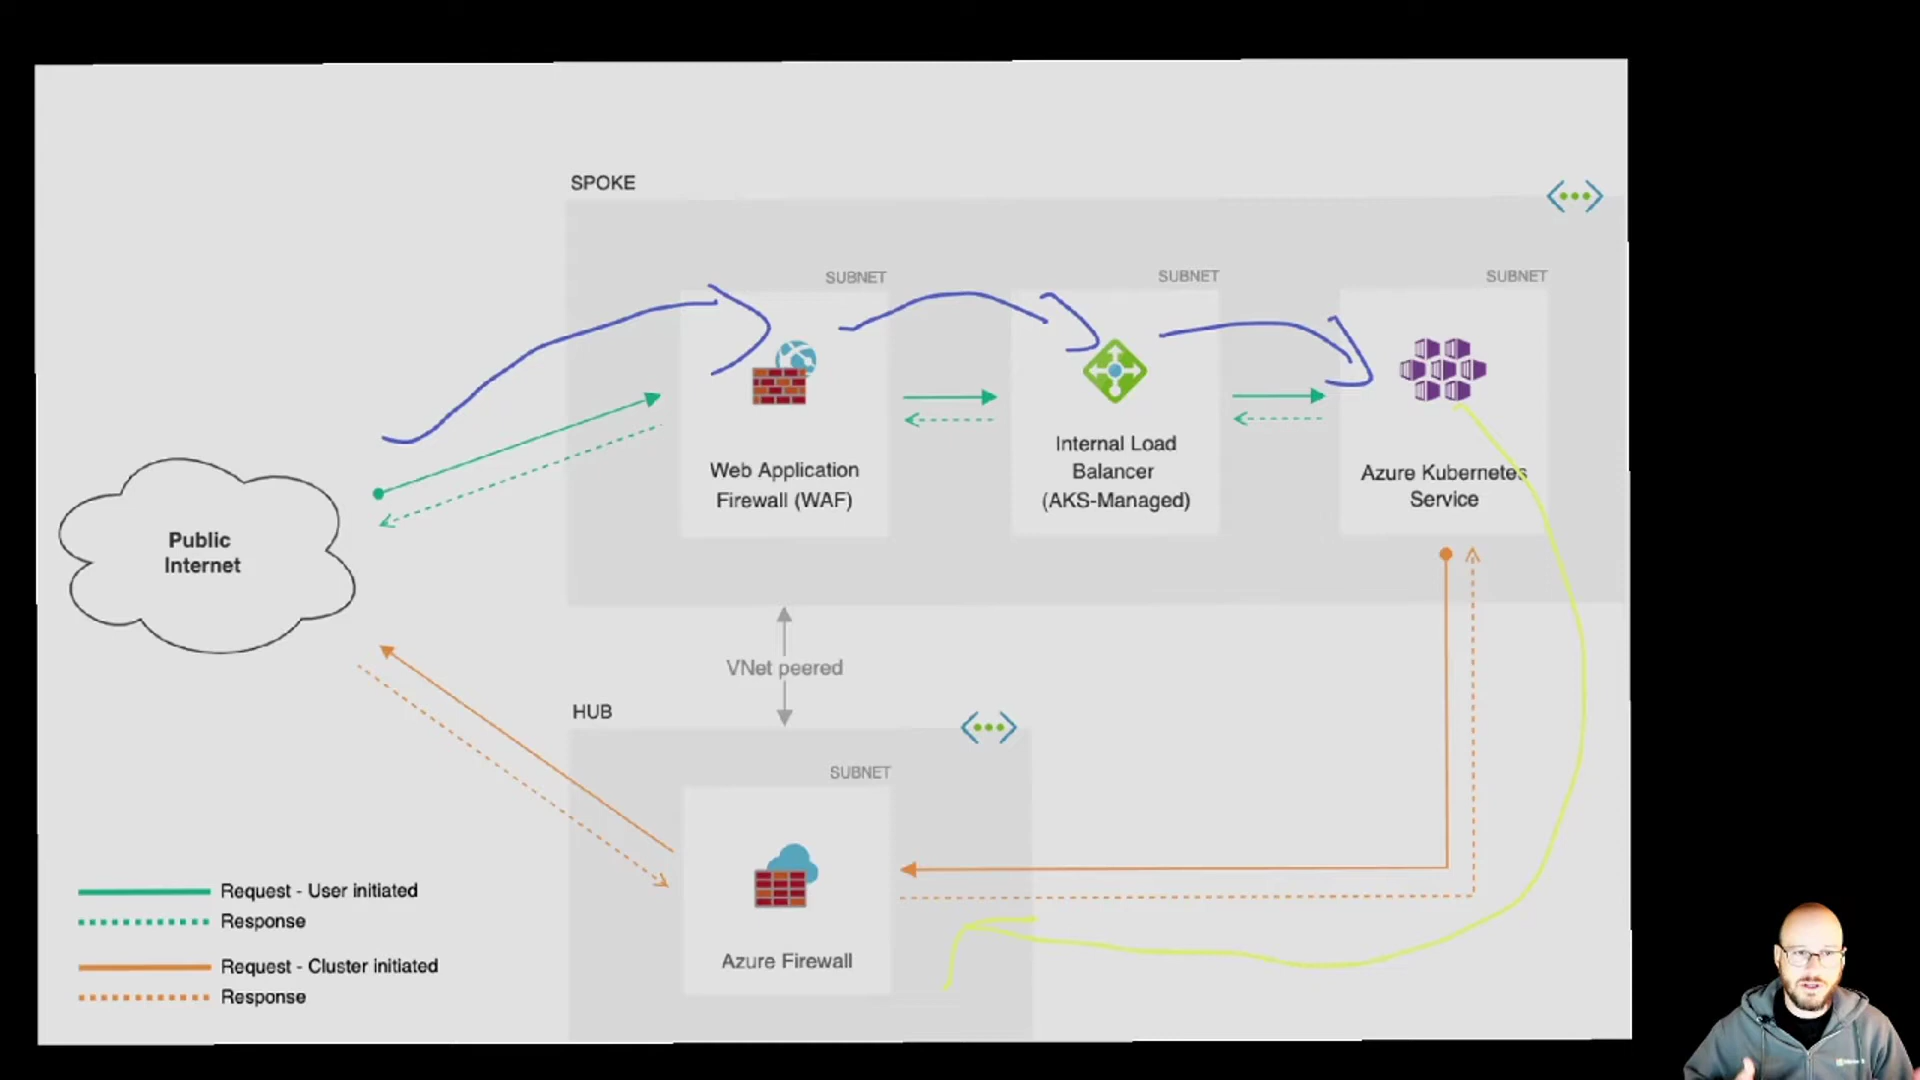 SPOKE
SUBNET
SUBNET
SUBNET
Web Application
Firewall (WAF)
Internal Load
Balancer
(AKS-Managed)
Azure Kubernetes
Service
Public
Internet
VNet peered
HUB
SUBNET
Azure Firewall
Request - User initiated
Response
Request - Cluster initiated
Response